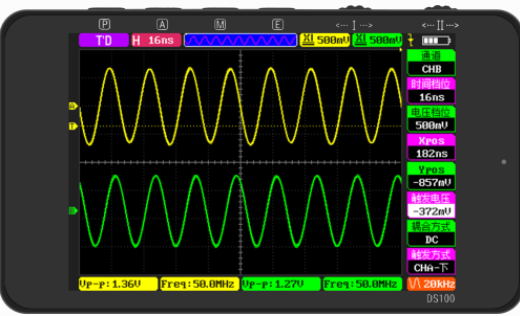 P A M E <--- I ---> <-- II -->
T'D H 16ns X1 500mV X1 500mV
通道
CHB
时间档位
16ns
电压档位
500mV
Xpos
182ns
Ypos
-857mV
触发电压
-372mV
耦合方式
DC
触发方式
CHA-下
Vp-p:1.36V Freq:50.0MHz Vp-p:1.27V Freq:50.0MHz 20kHz
DS100